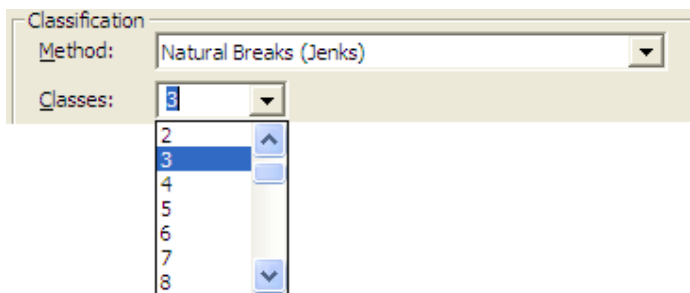 Classification
Method: Natural Breaks (Jenks)
Classes: 3
2
3
4
5
6
7
8